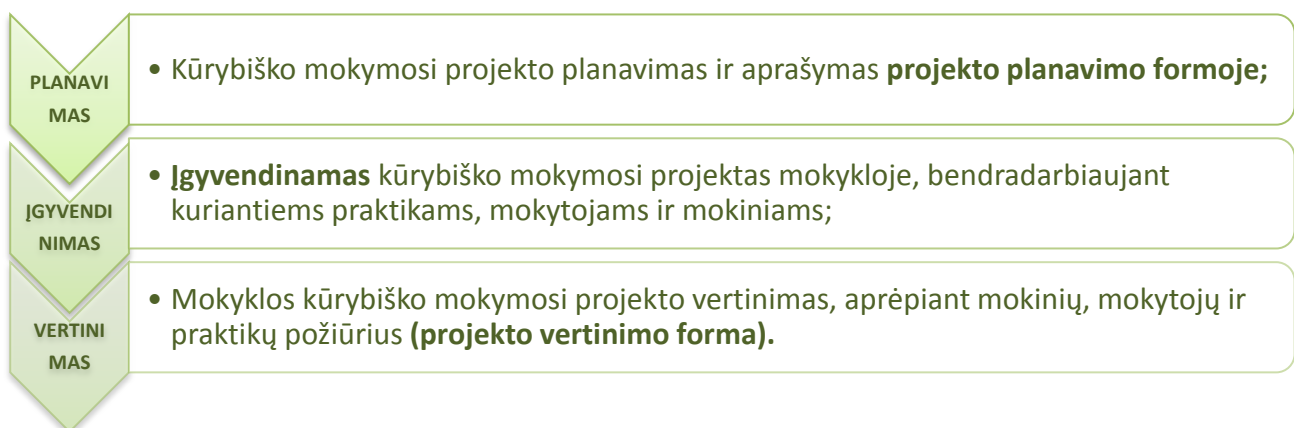 PLANAVI
MAS
• Kūrybiško mokymosi projekto planavimas ir aprašymas projekto planavimo formoje;
ĮGYVENDI
NIMAS
• Įgyvendinamas kūrybiško mokymosi projektas mokykloje, bendradarbiaujant
kuriantiems praktikams, mokytojams ir mokiniams;
VERTINI
MAS
• Mokyklos kūrybiško mokymosi projekto vertinimas, aprėpiant mokinių, mokytojų ir
praktikų požiūrius (projekto vertinimo forma).